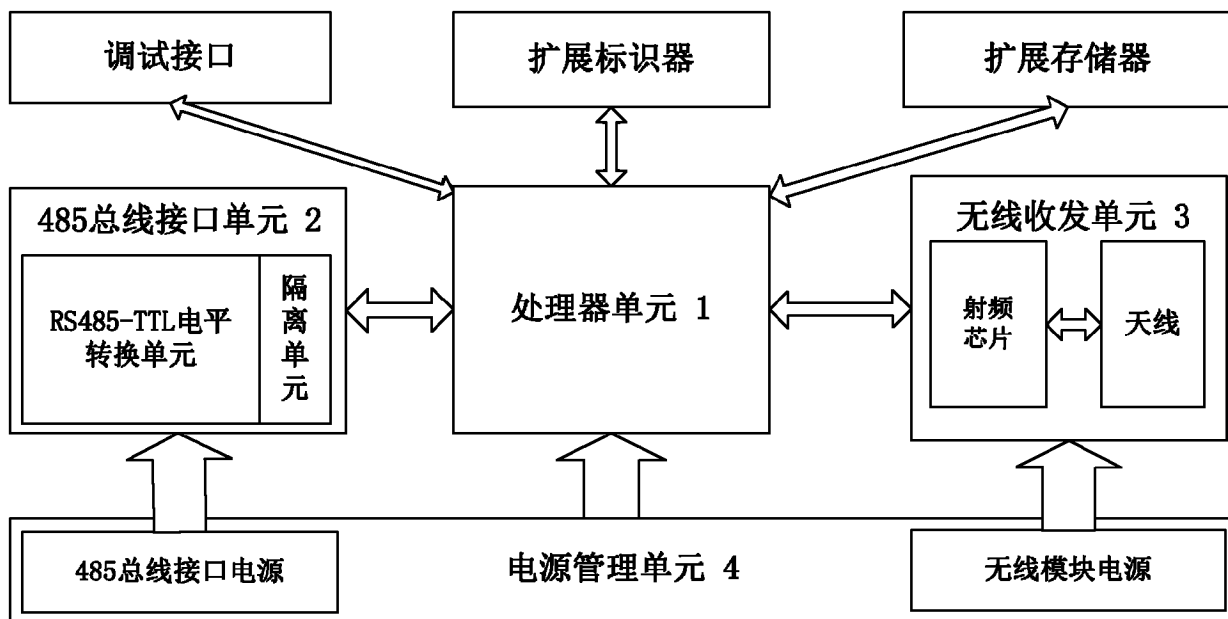 调试接口
扩展标识器
扩展存储器
485总线接口单元 2
RS485-TTL电平
转换单元
隔
离
单
元
处理器单元 1
无线收发单元 3
射频
芯片
天线
485总线接口电源
电源管理单元 4
无线模块电源